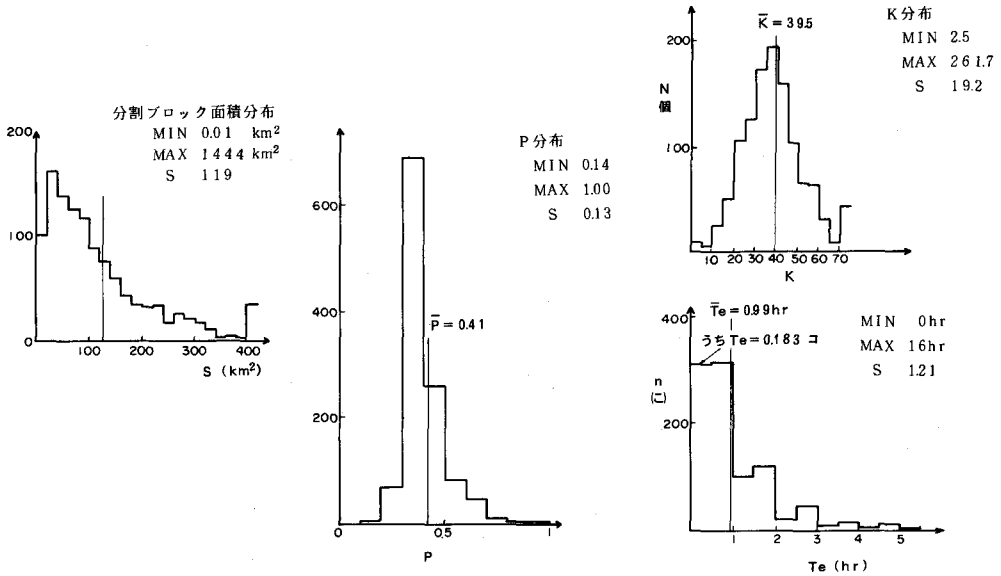 分割ブロック面積分布
MIN 0.01 km²
MAX 1444 km²
S 119
200
100
0
100 200 300 400
S (km²)
P分布
MIN 0.14
MAX 1.00
S 0.13
600
400
200
P̄ = 0.41
0 0.5 1
P
K分布
MIN 2.5
MAX 261.7
S 19.2
K̄ = 39.5
200
N
個
100
10 20 30 40 50 60 70
K
T̄e = 0.99hr
うち Te = 0.183 コ
MIN 0hr
MAX 16hr
S 1.21
400
n
(こ)
200
1 2 3 4 5
Te (hr)